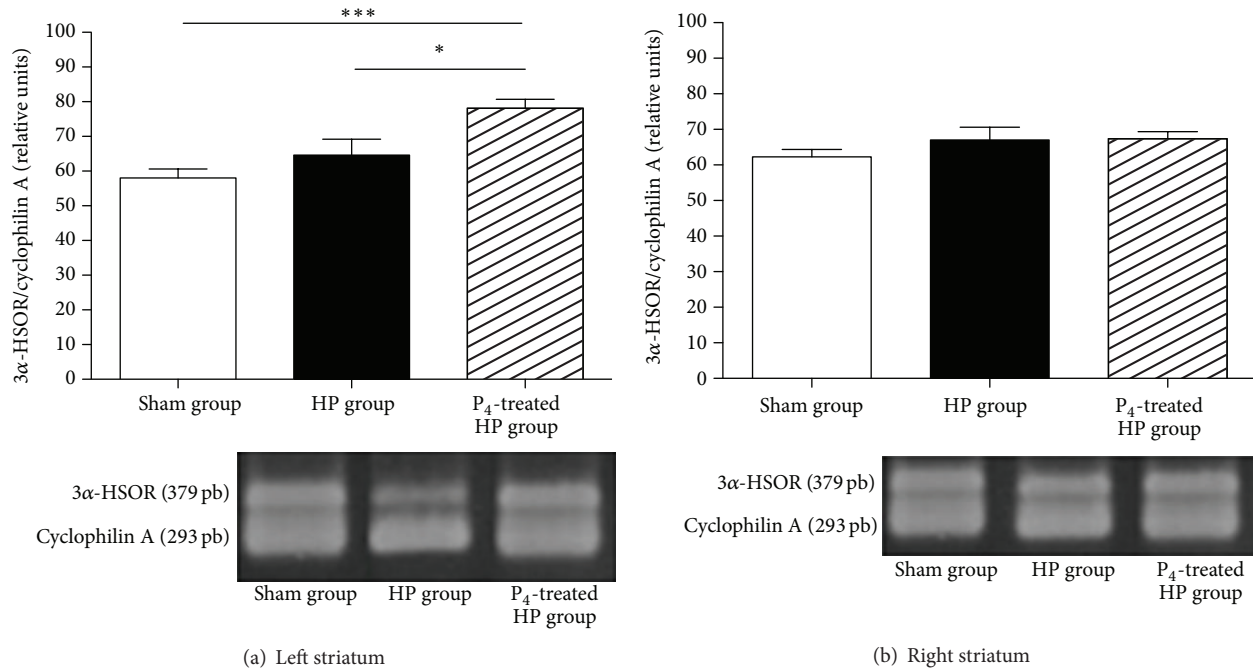 3α-HSOR/cyclophilin A (relative units)
100
90
80
70
60
50
40
30
20
10
0
***
*
Sham group
HP group
P₄-treated
HP group
3α-HSOR (379 pb)
Cyclophilin A (293 pb)
Sham group
HP group
P₄-treated
HP group
(a) Left striatum
3α-HSOR/cyclophilin A (relative units)
100
90
80
70
60
50
40
30
20
10
0
Sham group
HP group
P₄-treated
HP group
3α-HSOR (379 pb)
Cyclophilin A (293 pb)
Sham group
HP group
P₄-treated
HP group
(b) Right striatum